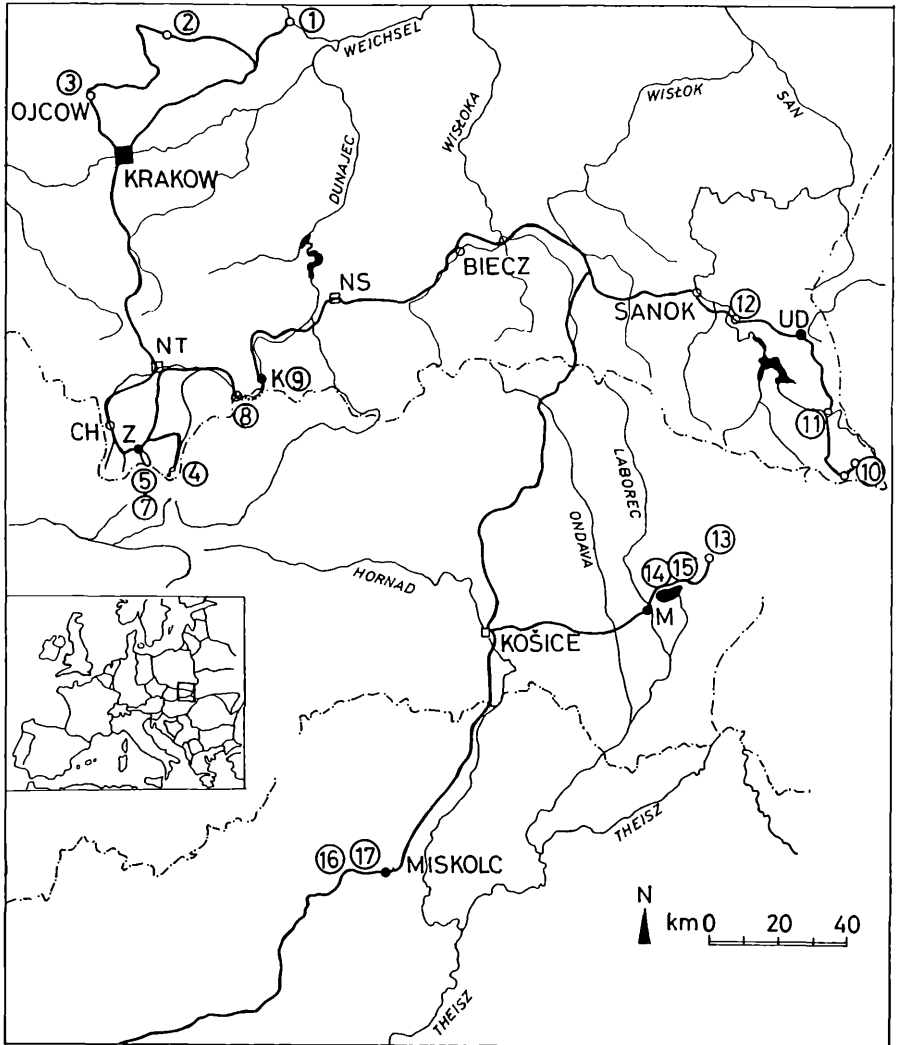 ① 
② 
WEICHSEL
③
OJCOW
WISŁOK
SAN
WISŁOKA
DUNAJEC
KRAKOW
BIECZ
NS
SANOK
⑫
UD
NT
K⑨
⑧
⑪
CH
Z
④
⑤
⑦
⑩
LABOREC
ONDAVA
⑬
HORNAD
⑭ ⑮
M
KOŠICE
THEISZ
⑯ ⑰
MISKOLC
N
km 0 20 40
THEISZ